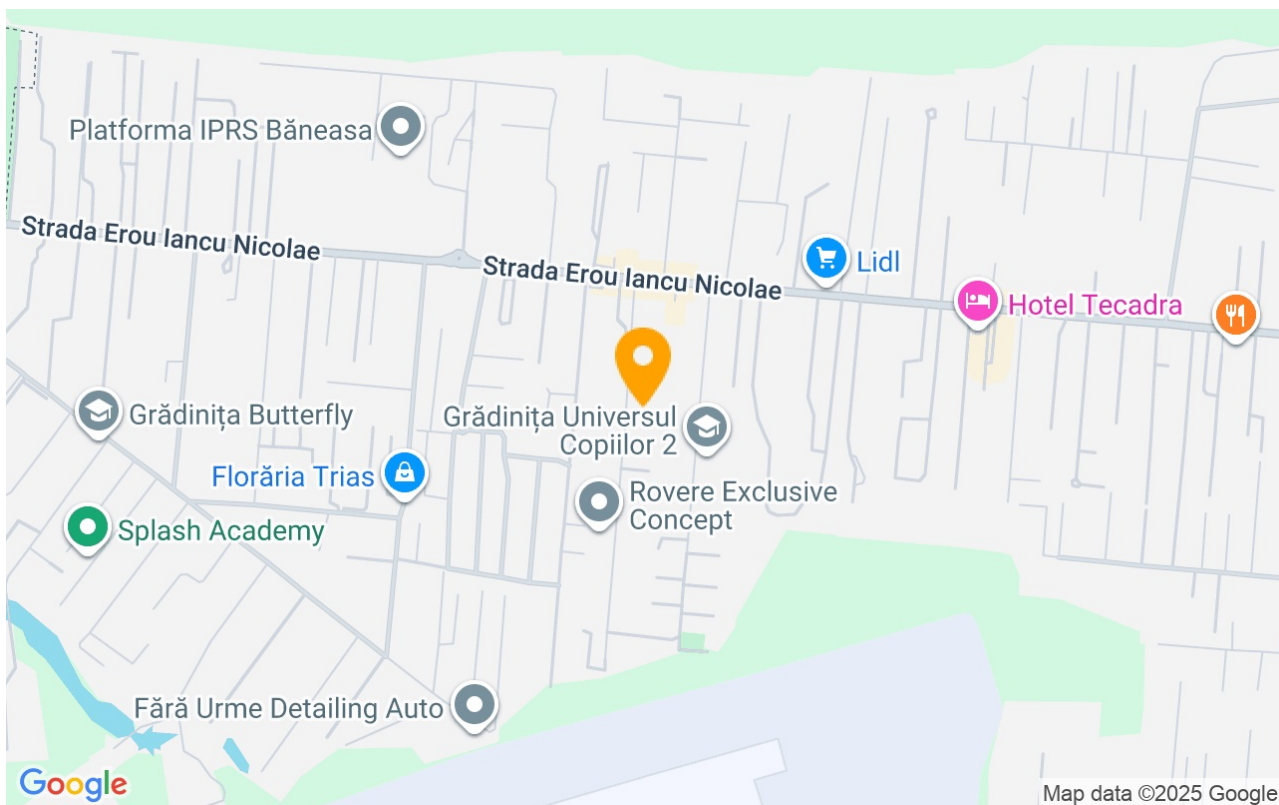 Platforma IPRS Băneasa
Strada Erou Iancu Nicolae
Strada Erou Iancu Nicolae
Lidl
Hotel Tecadra
Grădinița Butterfly
Grădinița Universul
Copiilor 2
Florăria Trias
Rovere Exclusive
Concept
Splash Academy
Fără Urme Detailing Auto
Google
Map data ©2025 Google